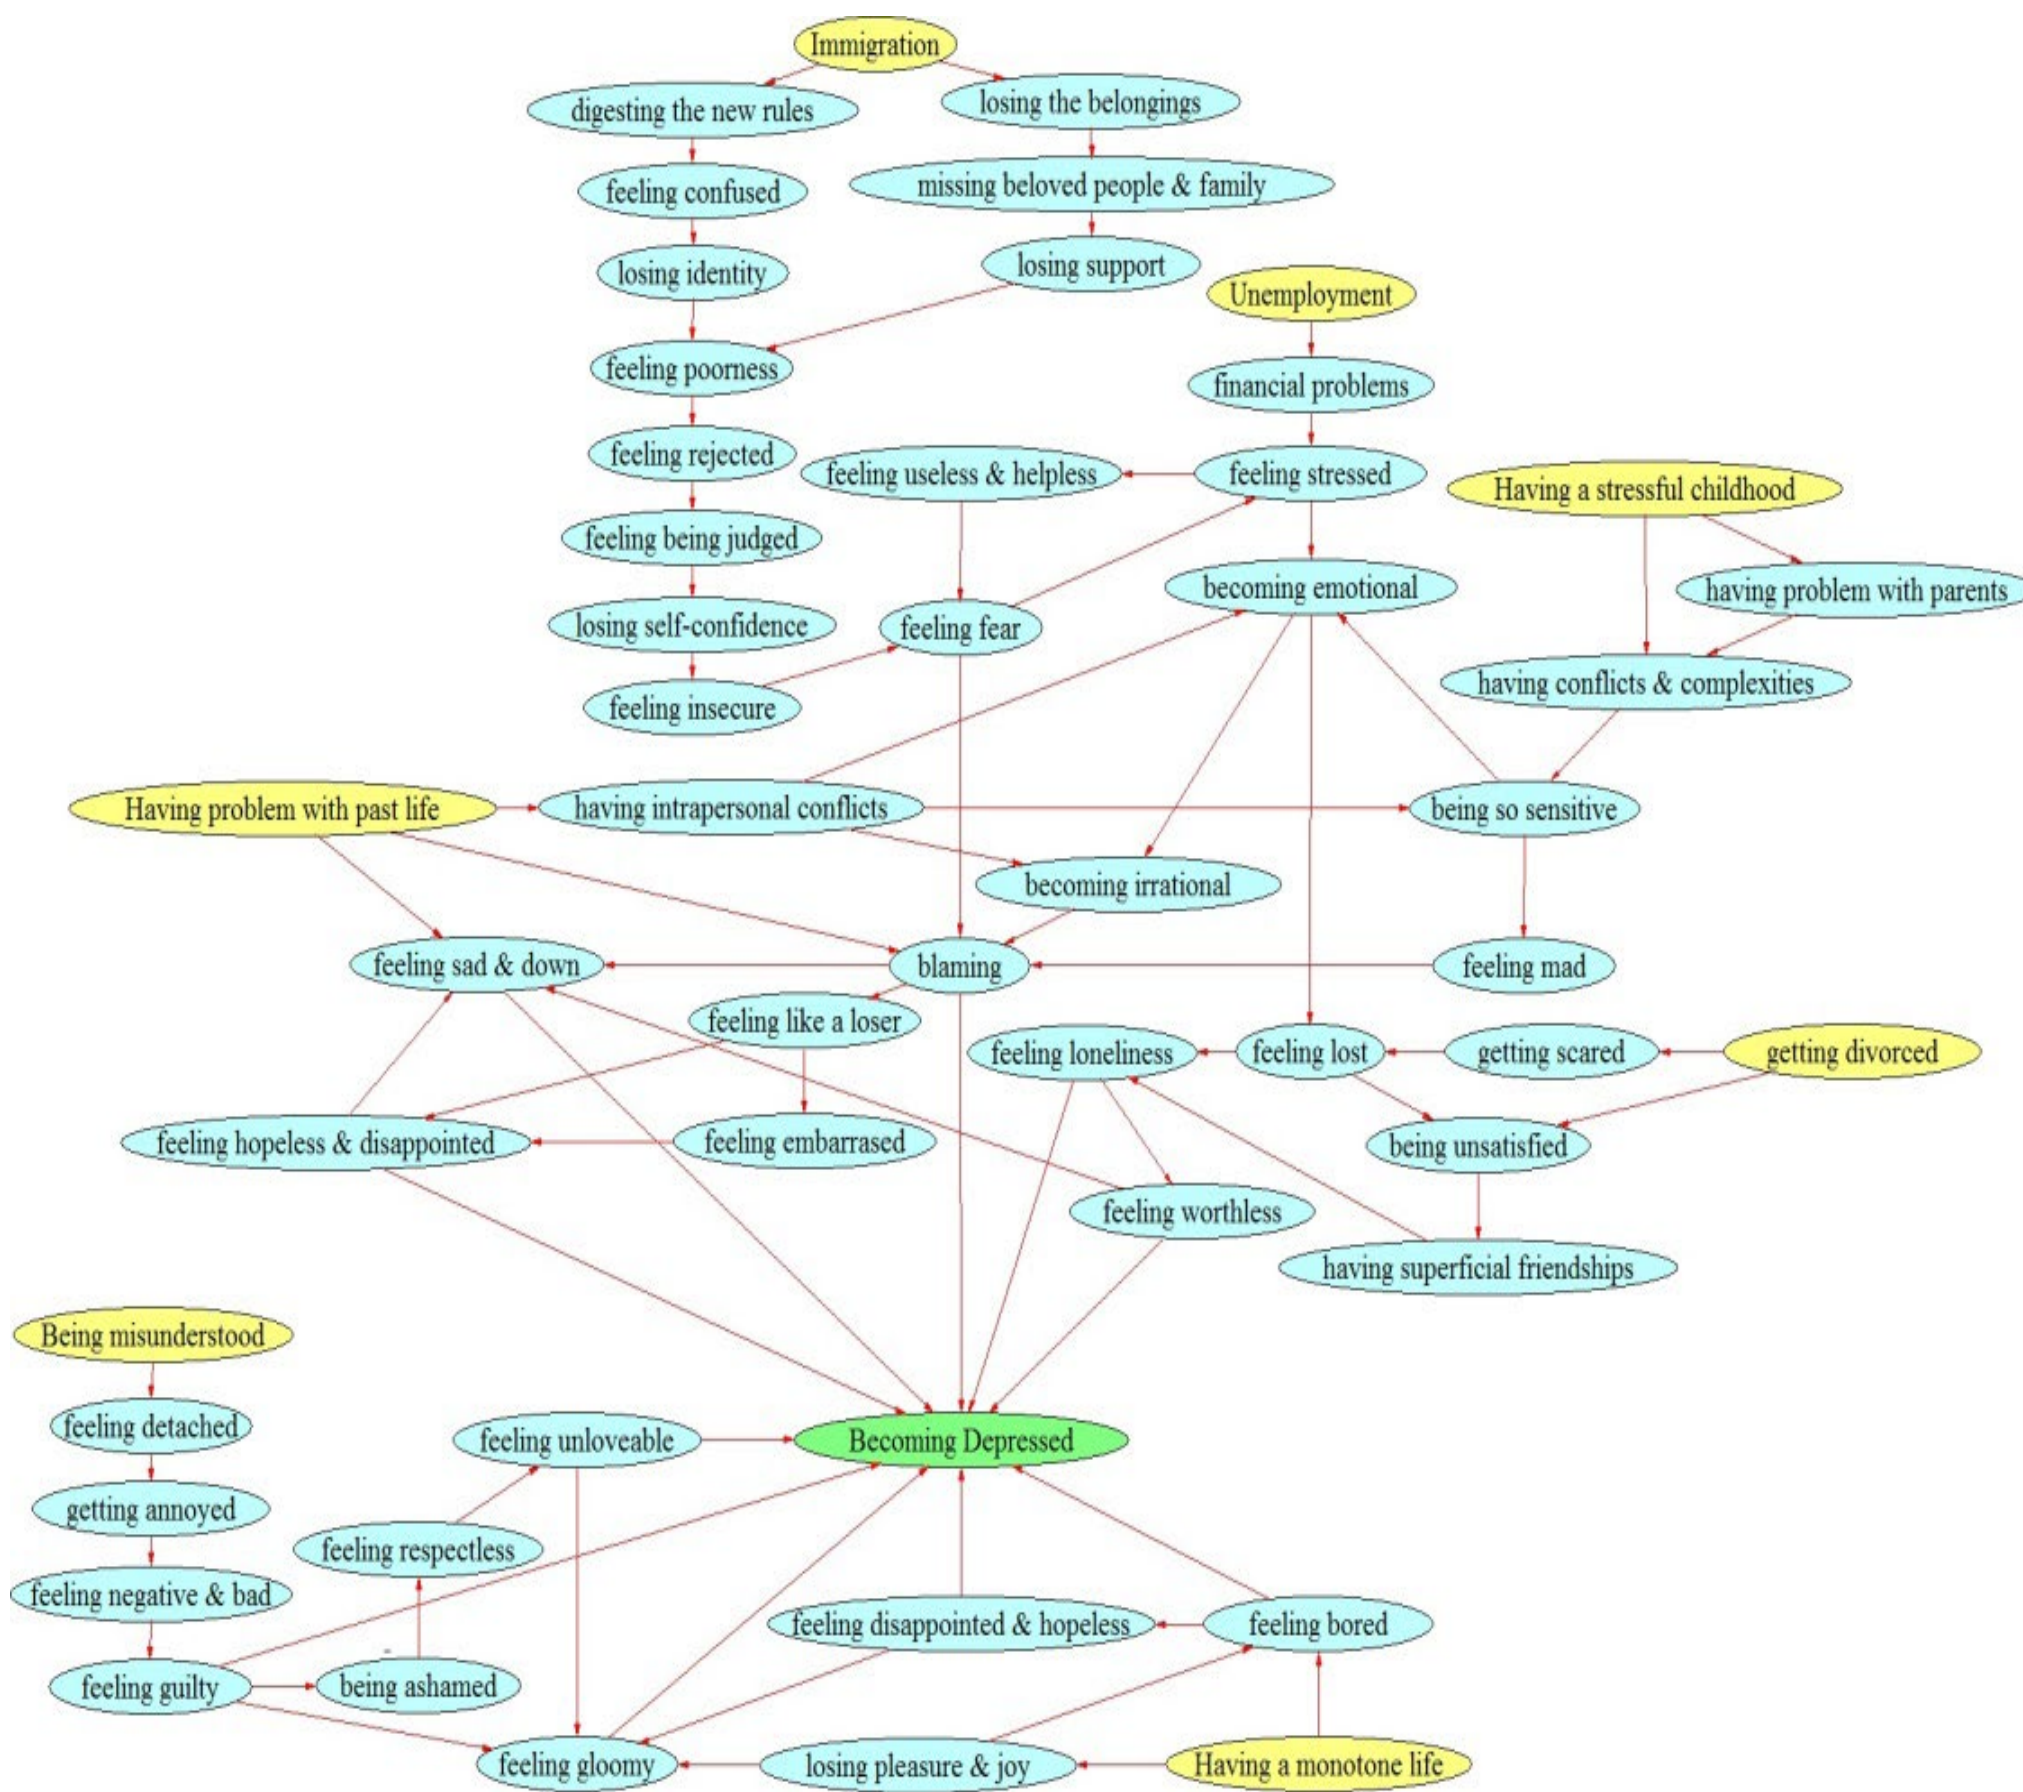 Immigration
digesting the new rules
losing the belongings
feeling confused
missing beloved people & family
losing identity
losing support
Unemployment
feeling poorness
financial problems
feeling rejected
feeling useless & helpless
feeling stressed
Having a stressful childhood
feeling being judged
becoming emotional
having problem with parents
losing self-confidence
feeling fear
having conflicts & complexities
feeling insecure
Having problem with past life
having intrapersonal conflicts
being so sensitive
becoming irrational
feeling sad & down
blaming
feeling mad
feeling like a loser
feeling loneliness
feeling lost
getting scared
getting divorced
feeling hopeless & disappointed
feeling embarrased
being unsatisfied
feeling worthless
having superficial friendships
Being misunderstood
feeling detached
feeling unloveable
Becoming Depressed
getting annoyed
feeling respectless
feeling negative & bad
feeling disappointed & hopeless
feeling bored
feeling guilty
being ashamed
feeling gloomy
losing pleasure & joy
Having a monotone life